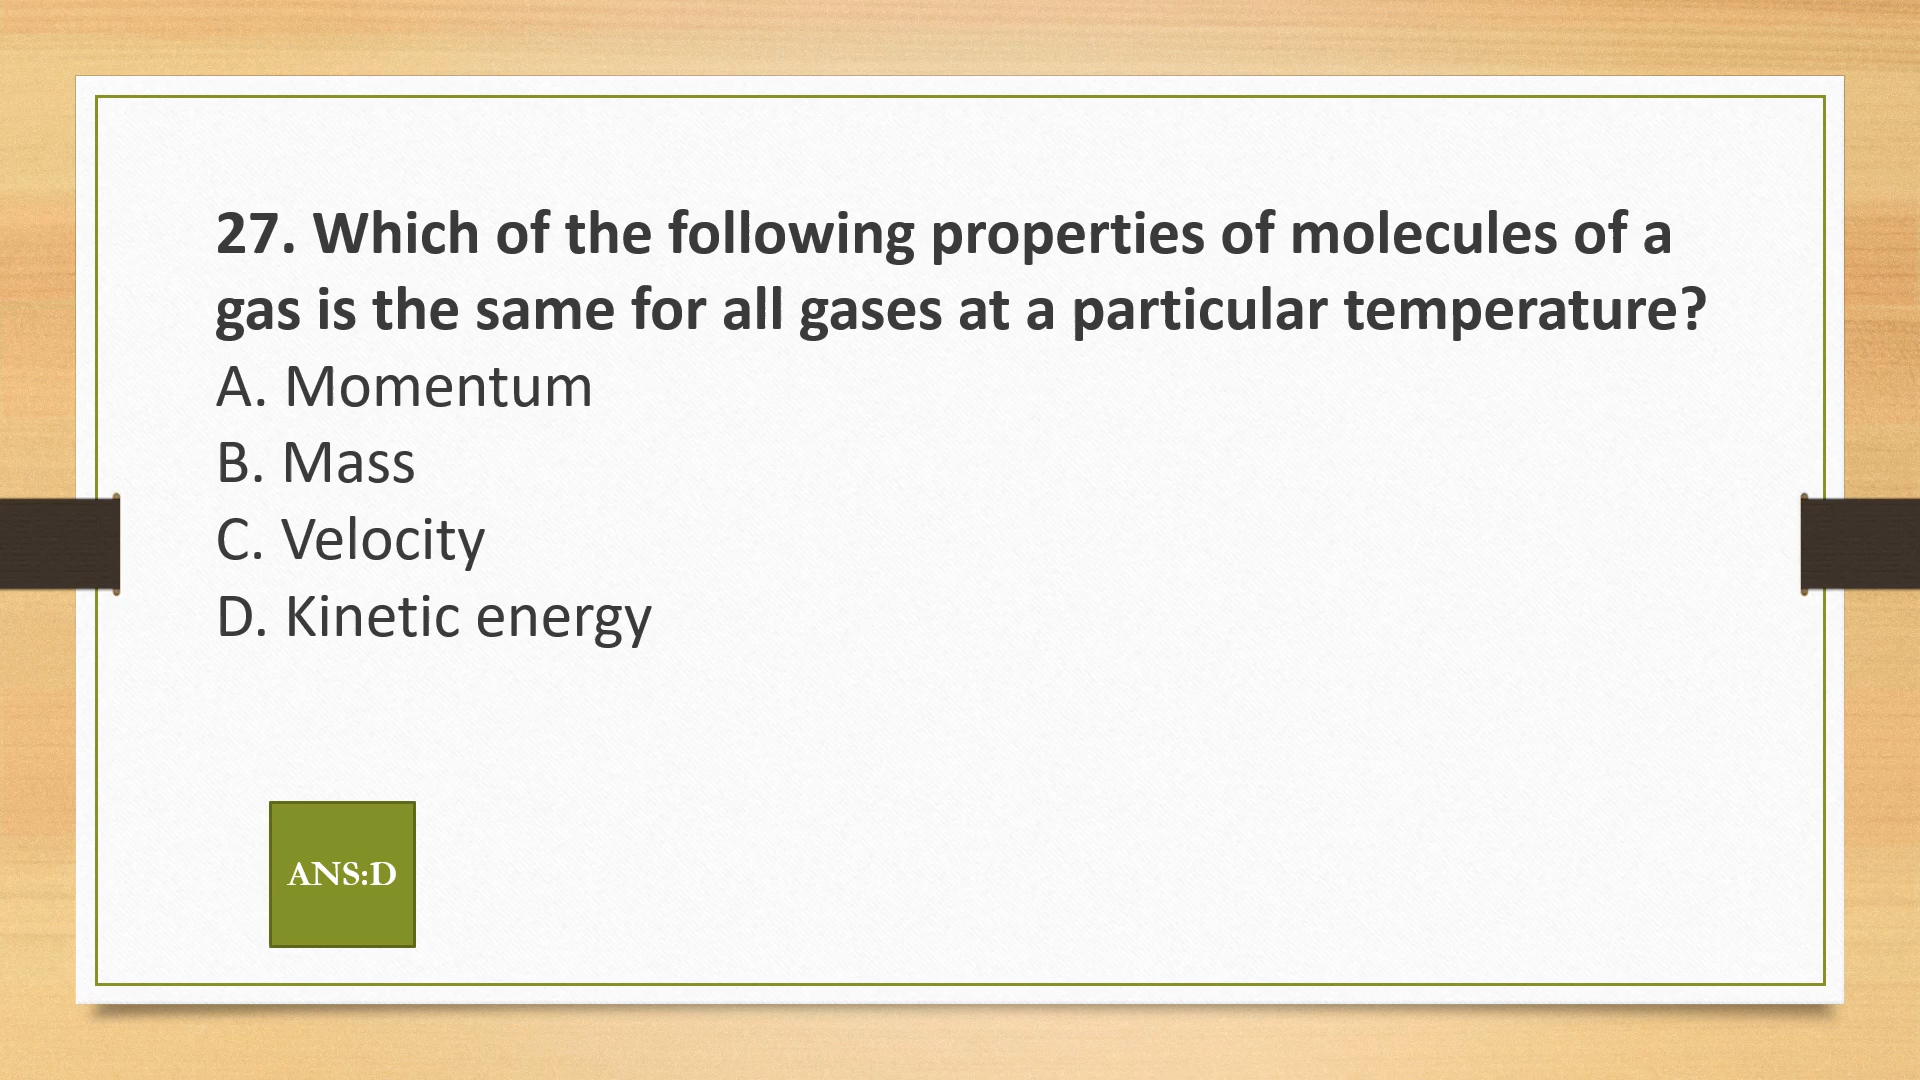 27. Which of the following properties of molecules of a
gas is the same for all gases at a particular temperature?
A. Momentum
B. Mass
C. Velocity
D. Kinetic energy
ANS:D